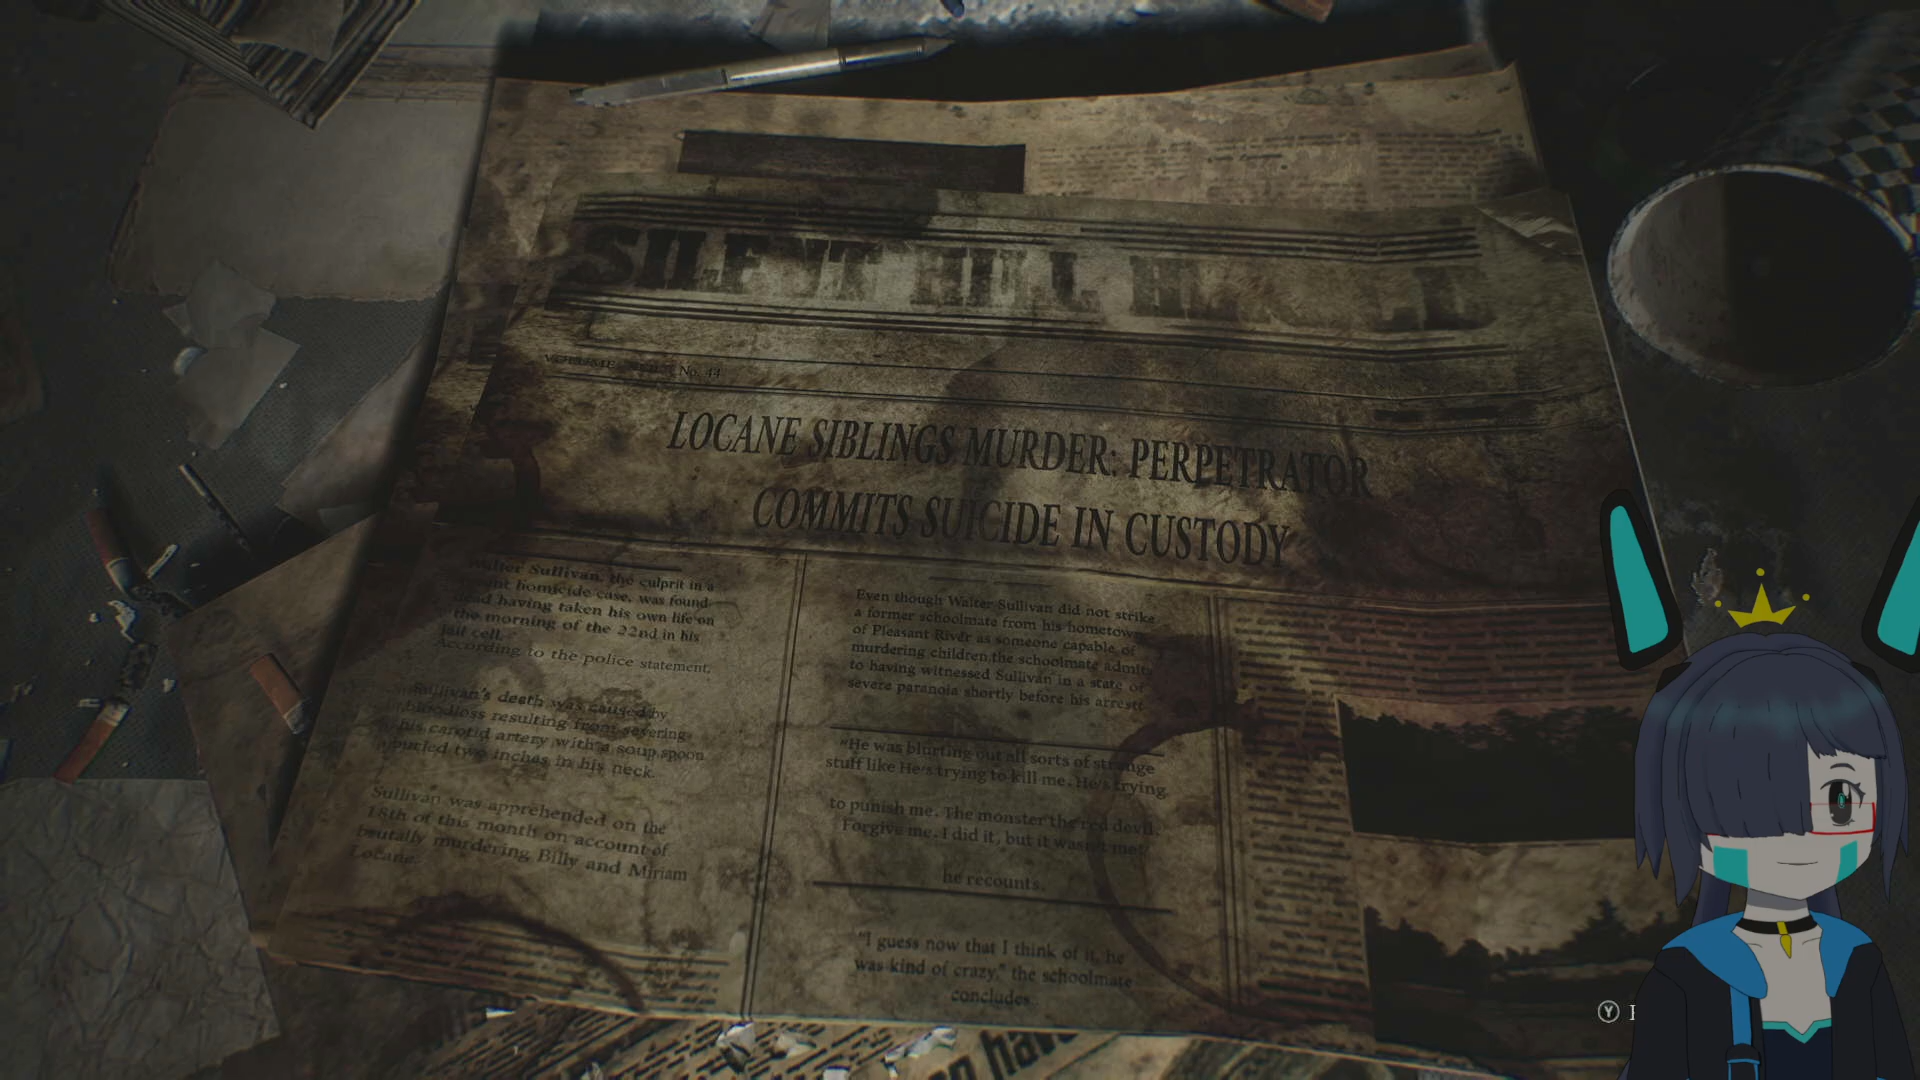 SILENT HILL
No. 44
LOCANE SIBLINGS MURDER: PERPETRATOR
COMMITS SUICIDE IN CUSTODY
Walter Sullivan, the culprit in a
homicide case, was found
dead having taken his own life on
the morning of the 22nd in his
jail cell.
According to the police statement,
Sullivan's death was caused by
bloodloss resulting from severing
his carotid artery with a soup spoon
buried two inches in his neck.
Sullivan was apprehended on the
18th of this month on account of
brutally murdering Billy and Miriam
Locane.
Even though Walter Sullivan did not strike
a former schoolmate from his hometown
of Pleasant River as someone capable of
murdering children,the schoolmate admits
to having witnessed Sullivan in a state of
severe paranoia shortly before his arrest:
"He was blurting out all sorts of strange
stuff like He's trying to kill me. He's trying
to punish me. The monster the red devil.
Forgive me. I did it, but it wasn't me!"
he recounts.
"I guess now that I think of it, he
was kind of crazy," the schoolmate
concludes.
Y